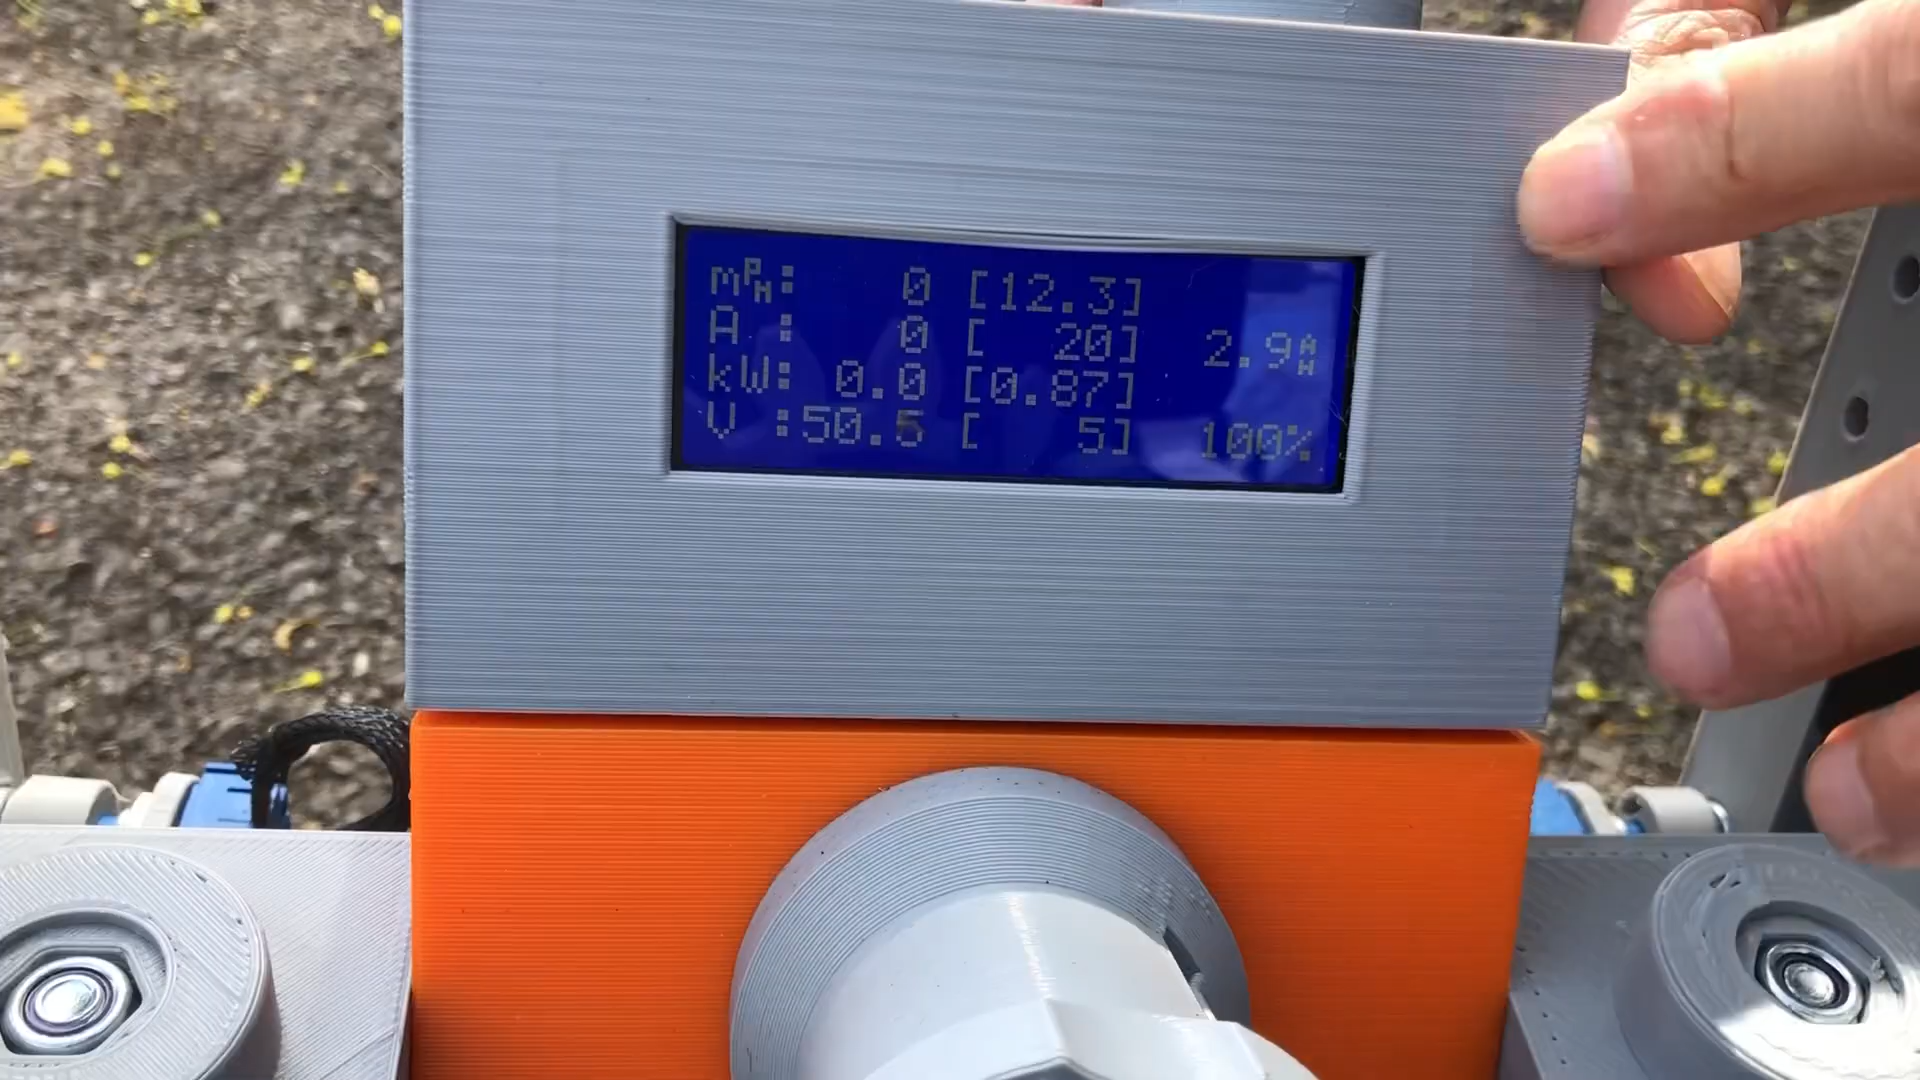 mPH: 0 [12.3]
A : 0 [ 20] 2.9AH
kW: 0.0 [0.87]
V :50.5 [ 5] 100%